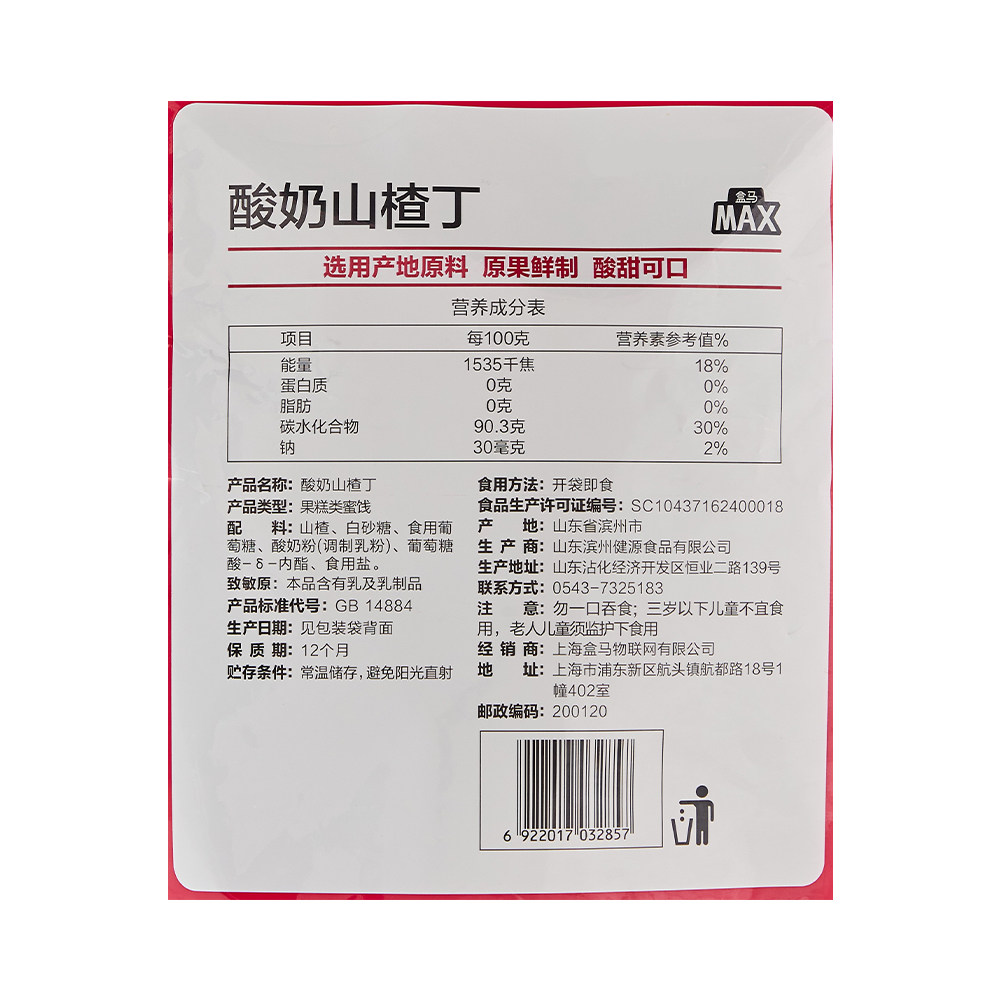 酸奶山楂丁
盒马
MAX
选用产地原料 原果鲜制 酸甜可口
营养成分表
项目 每100克 营养素参考值%
能量 1535千焦 18%
蛋白质 0克 0%
脂肪 0克 0%
碳水化合物 90.3克 30%
钠 30毫克 2%
产品名称：酸奶山楂丁
产品类型：果糕类蜜饯
配 料：山楂、白砂糖、食用葡
萄糖、酸奶粉(调制乳粉)、葡萄糖
酸-δ-内酯、食用盐。
致敏原：本品含有乳及乳制品
产品标准代号：GB 14884
生产日期：见包装袋背面
保 质 期：12个月
贮存条件：常温储存，避免阳光直射
食用方法：开袋即食
食品生产许可证编号：SC10437162400018
产 地：山东省滨州市
生 产 商：山东滨州健源食品有限公司
生产地址：山东沾化经济开发区恒业二路139号
联系方式：0543-7325183
注 意：勿一口吞食；三岁以下儿童不宜食
用，老人儿童须监护下食用
经 销 商：上海盒马物联网有限公司
地 址：上海市浦东新区航头镇航都路18号1
幢402室
邮政编码：200120
6 922017 032857